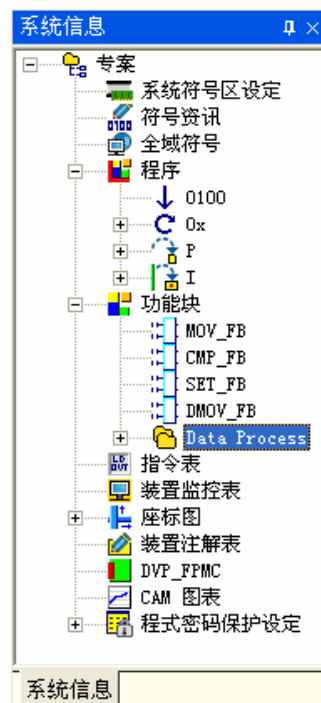 系统信息
专案
系统符号区设定
符号资讯
全域符号
程序
O100
Ox
P
I
功能块
MOV_FB
CMP_FB
SET_FB
DMOV_FB
Data Process
指令表
装置监控表
座标图
装置注解表
DVP_FPMC
CAM 图表
程式密码保护设定
系统信息